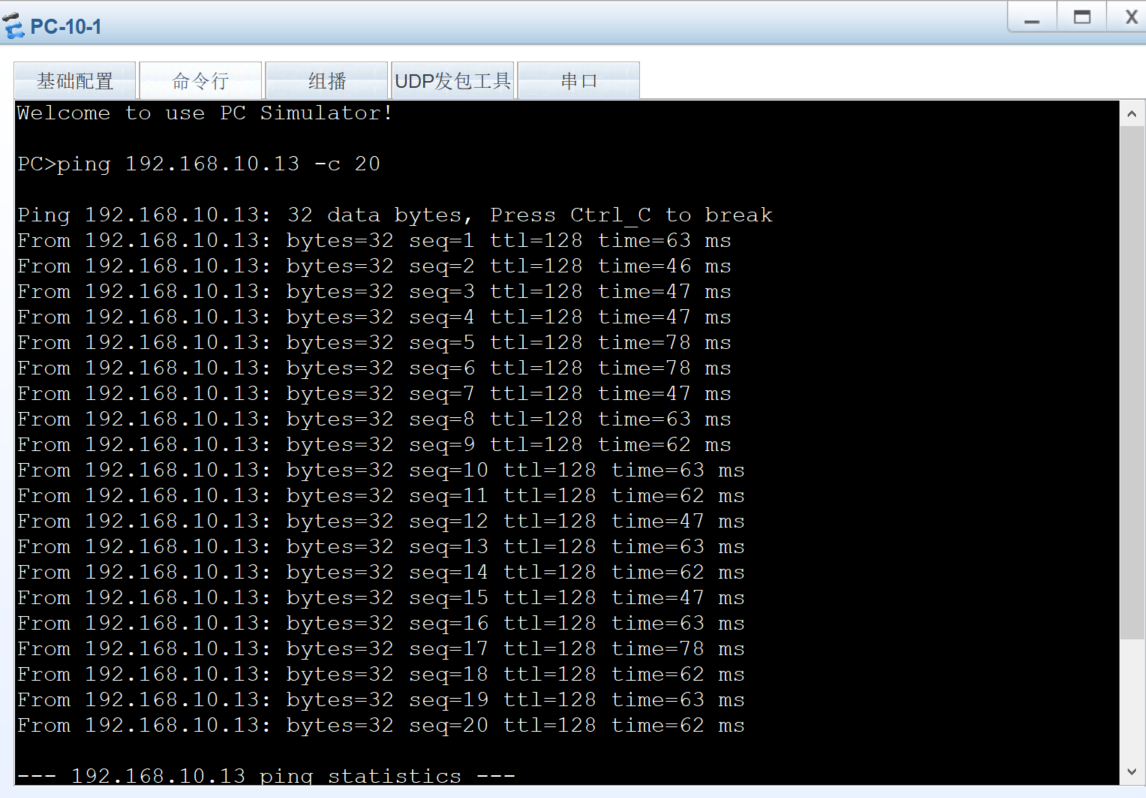 PC-10-1
基础配置 命令行 组播 UDP发包工具 串口
Welcome to use PC Simulator!
PC>ping 192.168.10.13 -c 20
Ping 192.168.10.13: 32 data bytes, Press Ctrl_C to break
From 192.168.10.13: bytes=32 seq=1 ttl=128 time=63 ms
From 192.168.10.13: bytes=32 seq=2 ttl=128 time=46 ms
From 192.168.10.13: bytes=32 seq=3 ttl=128 time=47 ms
From 192.168.10.13: bytes=32 seq=4 ttl=128 time=47 ms
From 192.168.10.13: bytes=32 seq=5 ttl=128 time=78 ms
From 192.168.10.13: bytes=32 seq=6 ttl=128 time=78 ms
From 192.168.10.13: bytes=32 seq=7 ttl=128 time=47 ms
From 192.168.10.13: bytes=32 seq=8 ttl=128 time=63 ms
From 192.168.10.13: bytes=32 seq=9 ttl=128 time=62 ms
From 192.168.10.13: bytes=32 seq=10 ttl=128 time=63 ms
From 192.168.10.13: bytes=32 seq=11 ttl=128 time=62 ms
From 192.168.10.13: bytes=32 seq=12 ttl=128 time=47 ms
From 192.168.10.13: bytes=32 seq=13 ttl=128 time=63 ms
From 192.168.10.13: bytes=32 seq=14 ttl=128 time=62 ms
From 192.168.10.13: bytes=32 seq=15 ttl=128 time=47 ms
From 192.168.10.13: bytes=32 seq=16 ttl=128 time=63 ms
From 192.168.10.13: bytes=32 seq=17 ttl=128 time=78 ms
From 192.168.10.13: bytes=32 seq=18 ttl=128 time=62 ms
From 192.168.10.13: bytes=32 seq=19 ttl=128 time=63 ms
From 192.168.10.13: bytes=32 seq=20 ttl=128 time=62 ms
--- 192.168.10.13 ping statistics ---